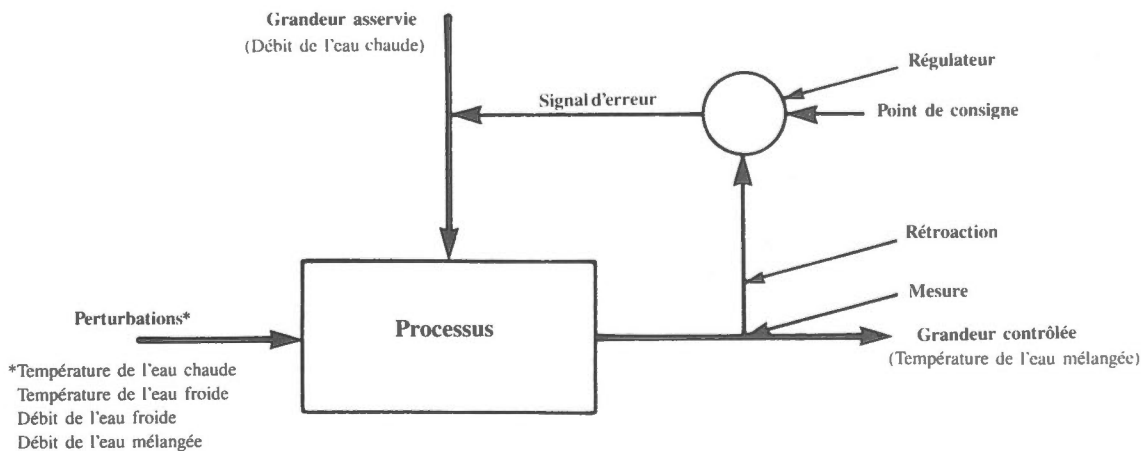 Grandeur asservie
(Débit de l'eau chaude)
Régulateur
Signal d'erreur
Point de consigne
Rétroaction
Mesure
Perturbations*
Processus
Grandeur contrôlée
(Température de l'eau mélangée)
*Température de l'eau chaude
Température de l'eau froide
Débit de l'eau froide
Débit de l'eau mélangée